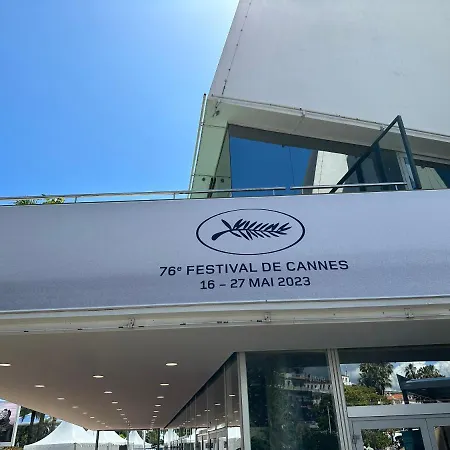 76e FESTIVAL DE CANNES
16 – 27 MAI 2023